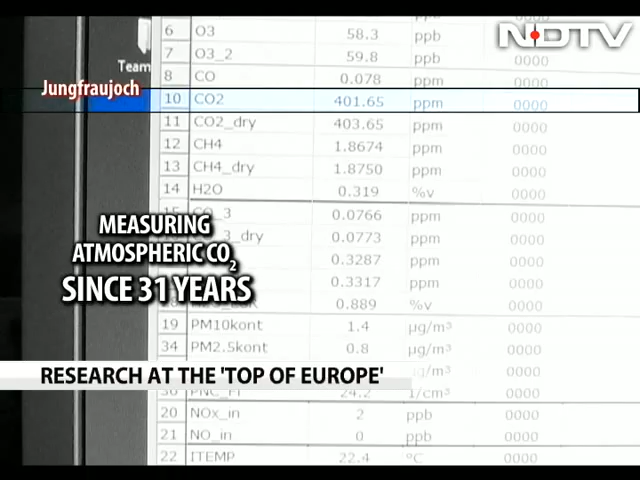 NDTV
Team
Jungfraujoch
6 O3 58.3 ppb 0000
7 O3_2 59.8 ppb 0000
8 CO 0.078 ppm 0000
10 CO2 401.65 ppm 0000
11 CO2_dry 403.65 ppm 0000
12 CH4 1.8674 ppm 0000
13 CH4_dry 1.8750 ppm 0000
14 H2O 0.319 %v 0000
_3 0.0766 ppm 0000
_3_dry 0.0773 ppm 0000
0.3287 ppm 0000
0.3317 ppm 0000
0.889 %v 0000
19 PM10kont 1.4 µg/m³ 0000
34 PM2.5kont 0.8 µg/m³ 0000
0000
24.2 1/cm³ 0000
20 NOx_in 2 ppb 0000
21 NO_in 0 ppb 0000
22 ITEMP 22.4 °C 0000
MEASURING
ATMOSPHERIC CO2
SINCE 31 YEARS
RESEARCH AT THE 'TOP OF EUROPE'